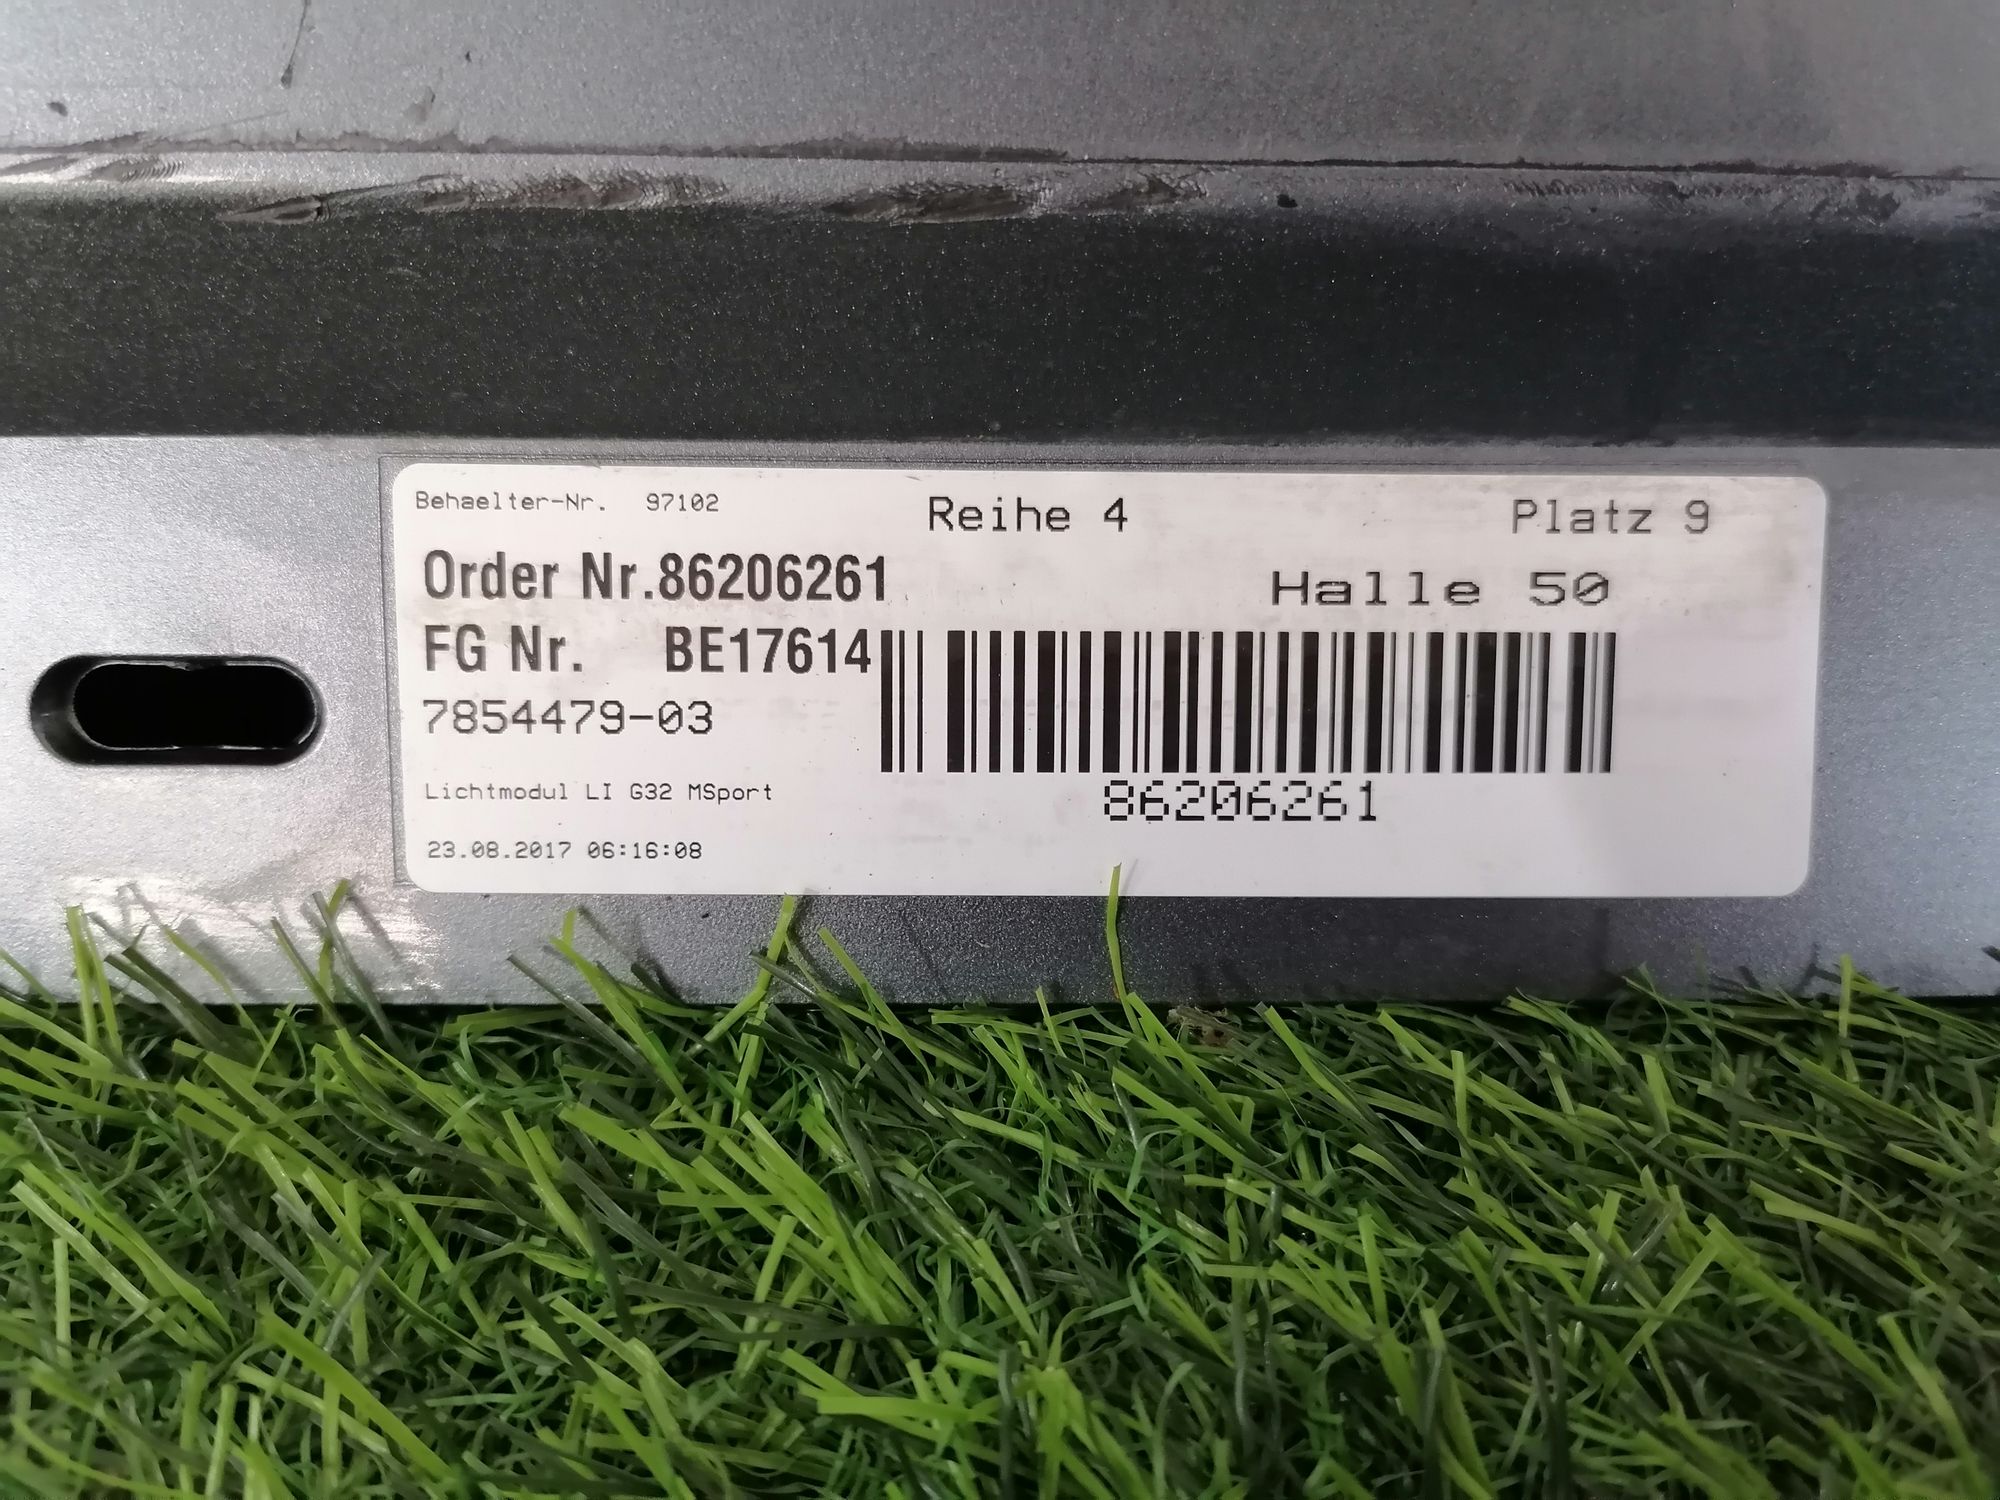 Behaelter-Nr. 97102 Reihe 4 Platz 9
Order Nr.86206261 Halle 50
FG Nr. BE17614
7854479-03
86206261
Lichtmodul LI G32 MSport
23.08.2017 06:16:08